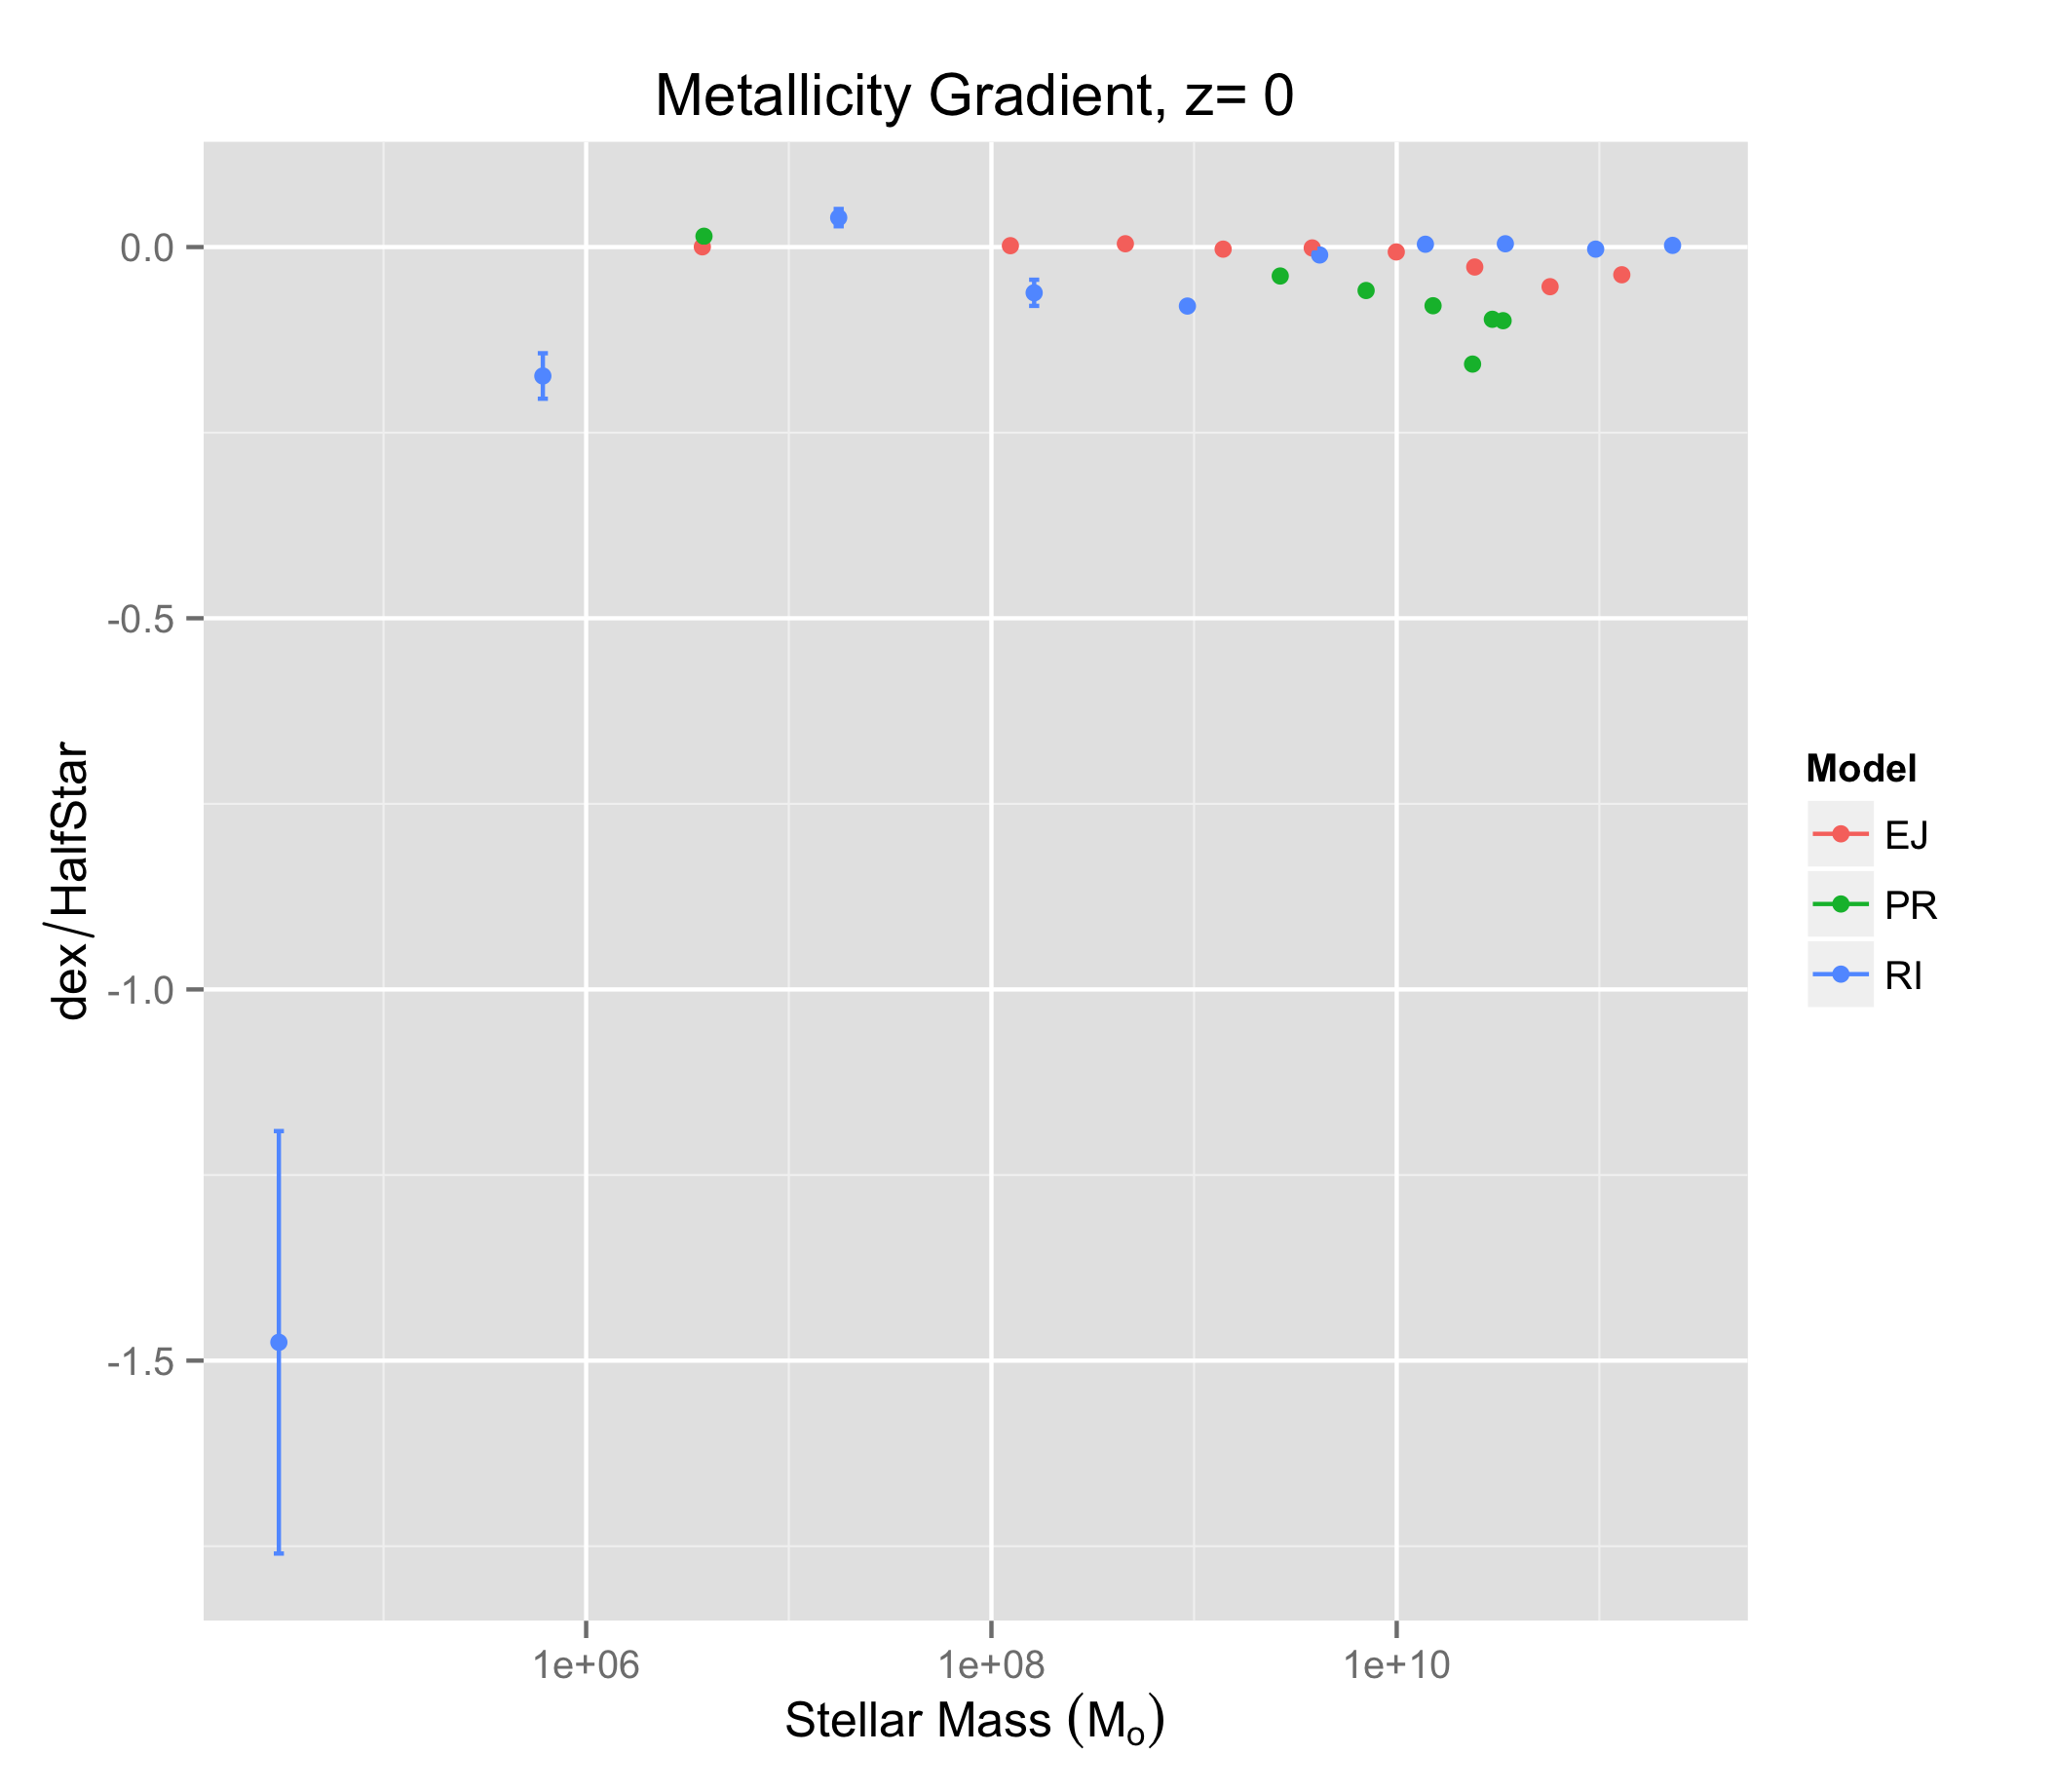 Metallicity Gradient, z= 0
dex/HalfStar
0.0
-0.5
-1.0
-1.5
1e+06
1e+08
1e+10
Stellar Mass (Mo)
Model
EJ
PR
RI